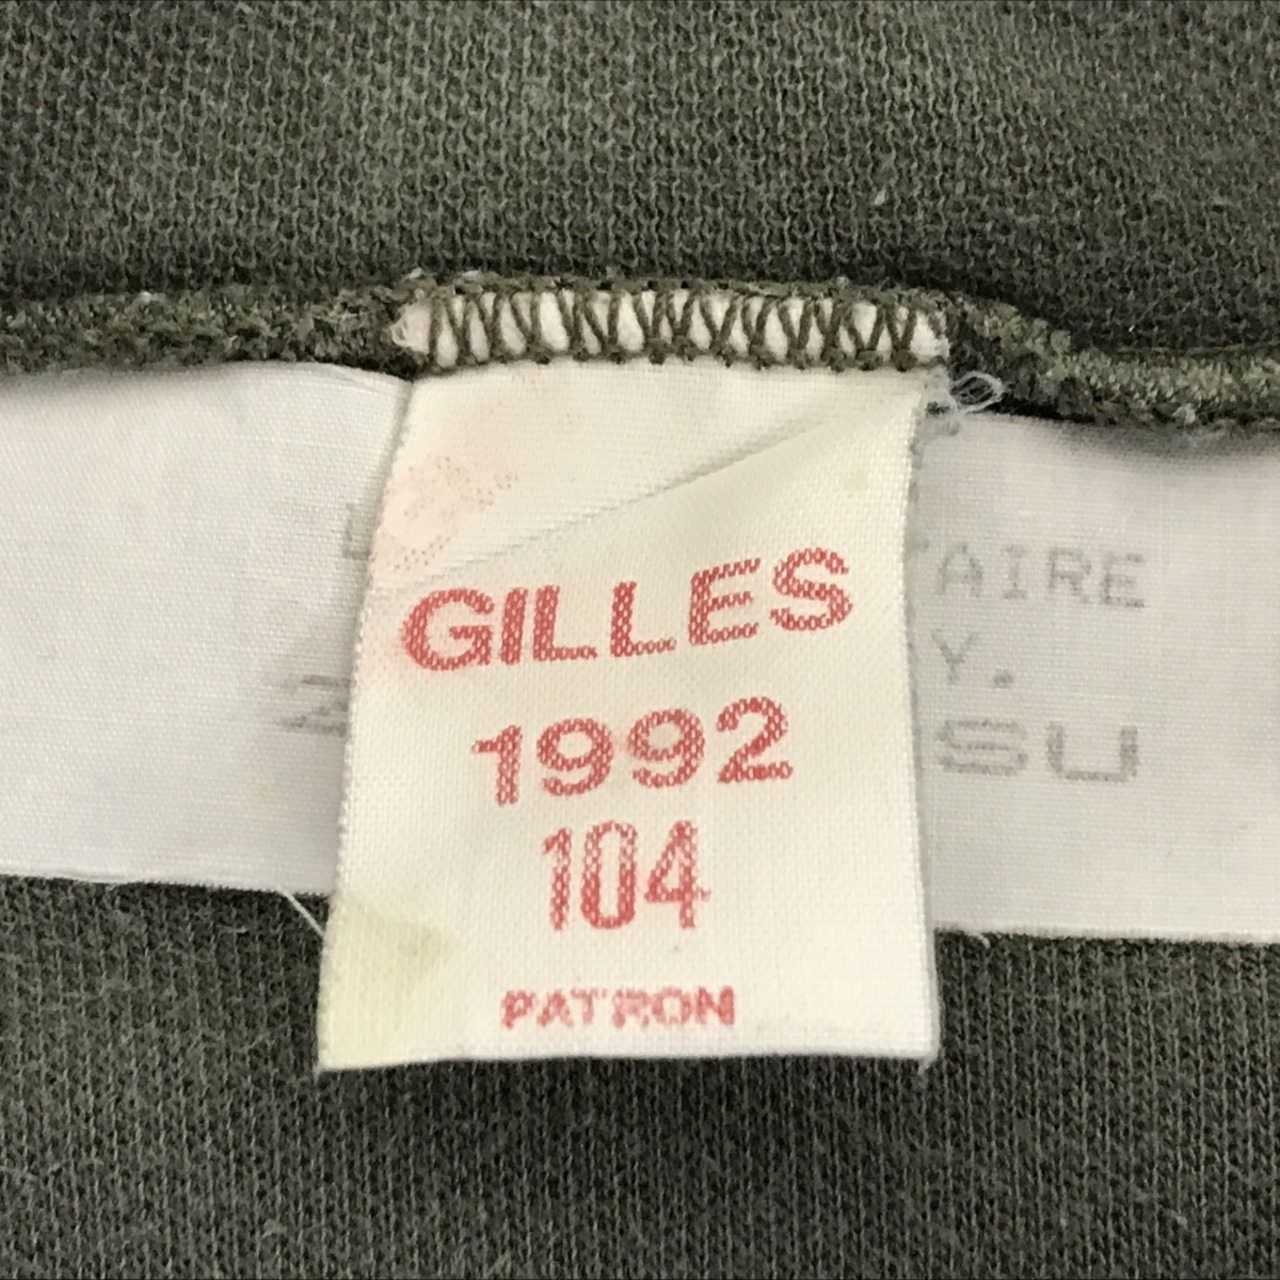 GILLES
1992
104
PATRON
Y.